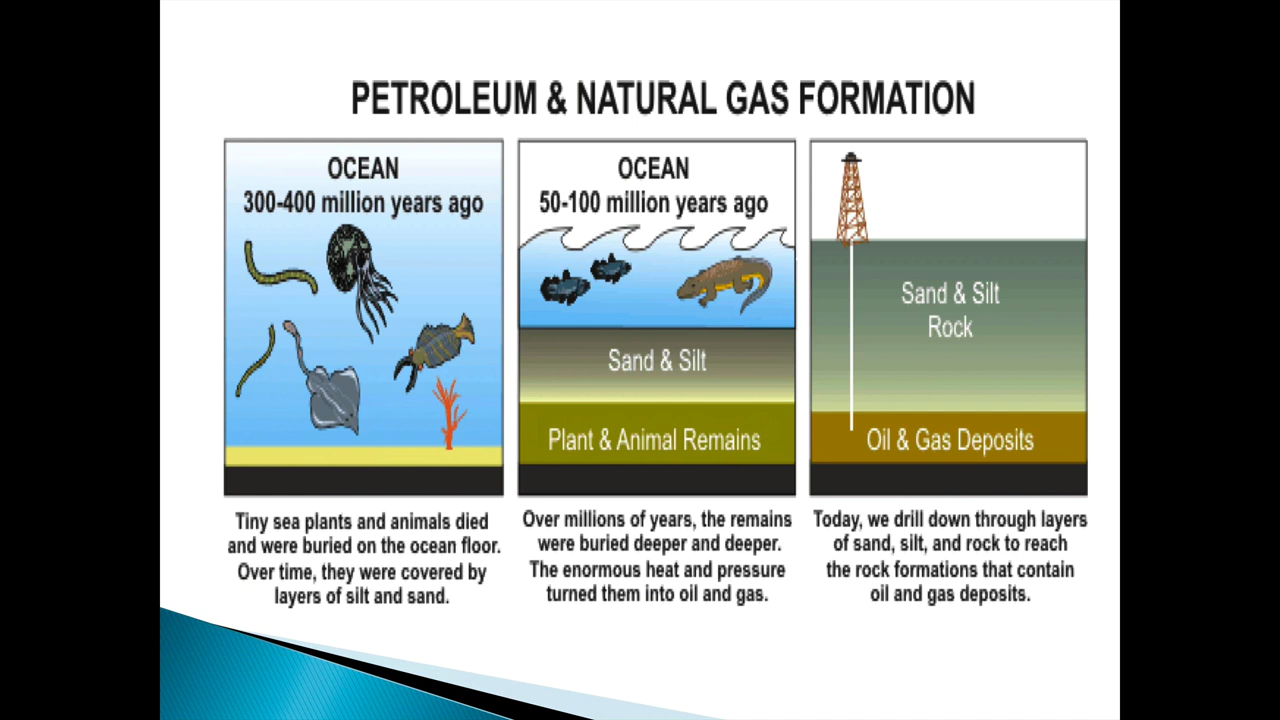 PETROLEUM & NATURAL GAS FORMATION
OCEAN
300-400 million years ago
Tiny sea plants and animals died
and were buried on the ocean floor.
Over time, they were covered by
layers of silt and sand.
OCEAN
50-100 million years ago
Sand & Silt
Plant & Animal Remains
Over millions of years, the remains
were buried deeper and deeper.
The enormous heat and pressure
turned them into oil and gas.
Sand & Silt
Rock
Oil & Gas Deposits
Today, we drill down through layers
of sand, silt, and rock to reach
the rock formations that contain
oil and gas deposits.